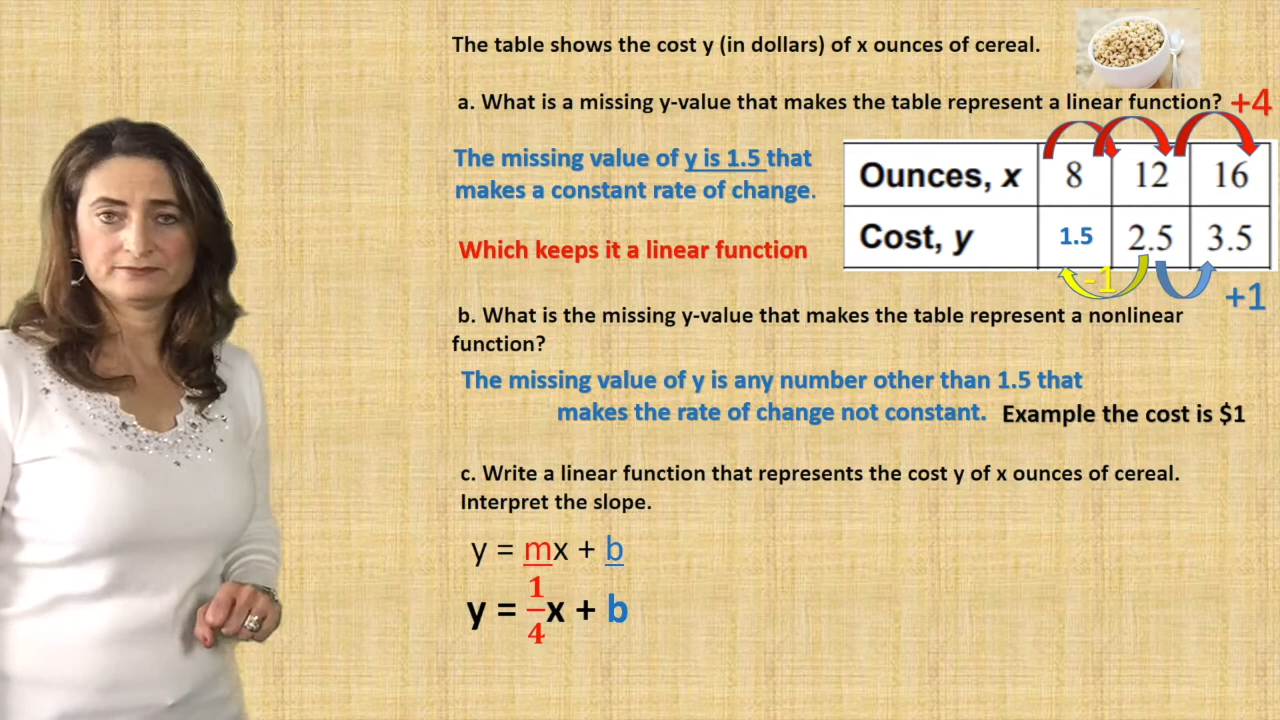 The table shows the cost y (in dollars) of x ounces of cereal.
a. What is a missing y-value that makes the table represent a linear function? +4
The missing value of y is 1.5 that
makes a constant rate of change.
Which keeps it a linear function
Ounces, x 8 12 16
Cost, y 1.5 2.5 3.5
-1
+1
b. What is the missing y-value that makes the table represent a nonlinear
function?
The missing value of y is any number other than 1.5 that
makes the rate of change not constant. Example the cost is $1
c. Write a linear function that represents the cost y of x ounces of cereal.
Interpret the slope.
y = mx + b
y = 1/4 x + b